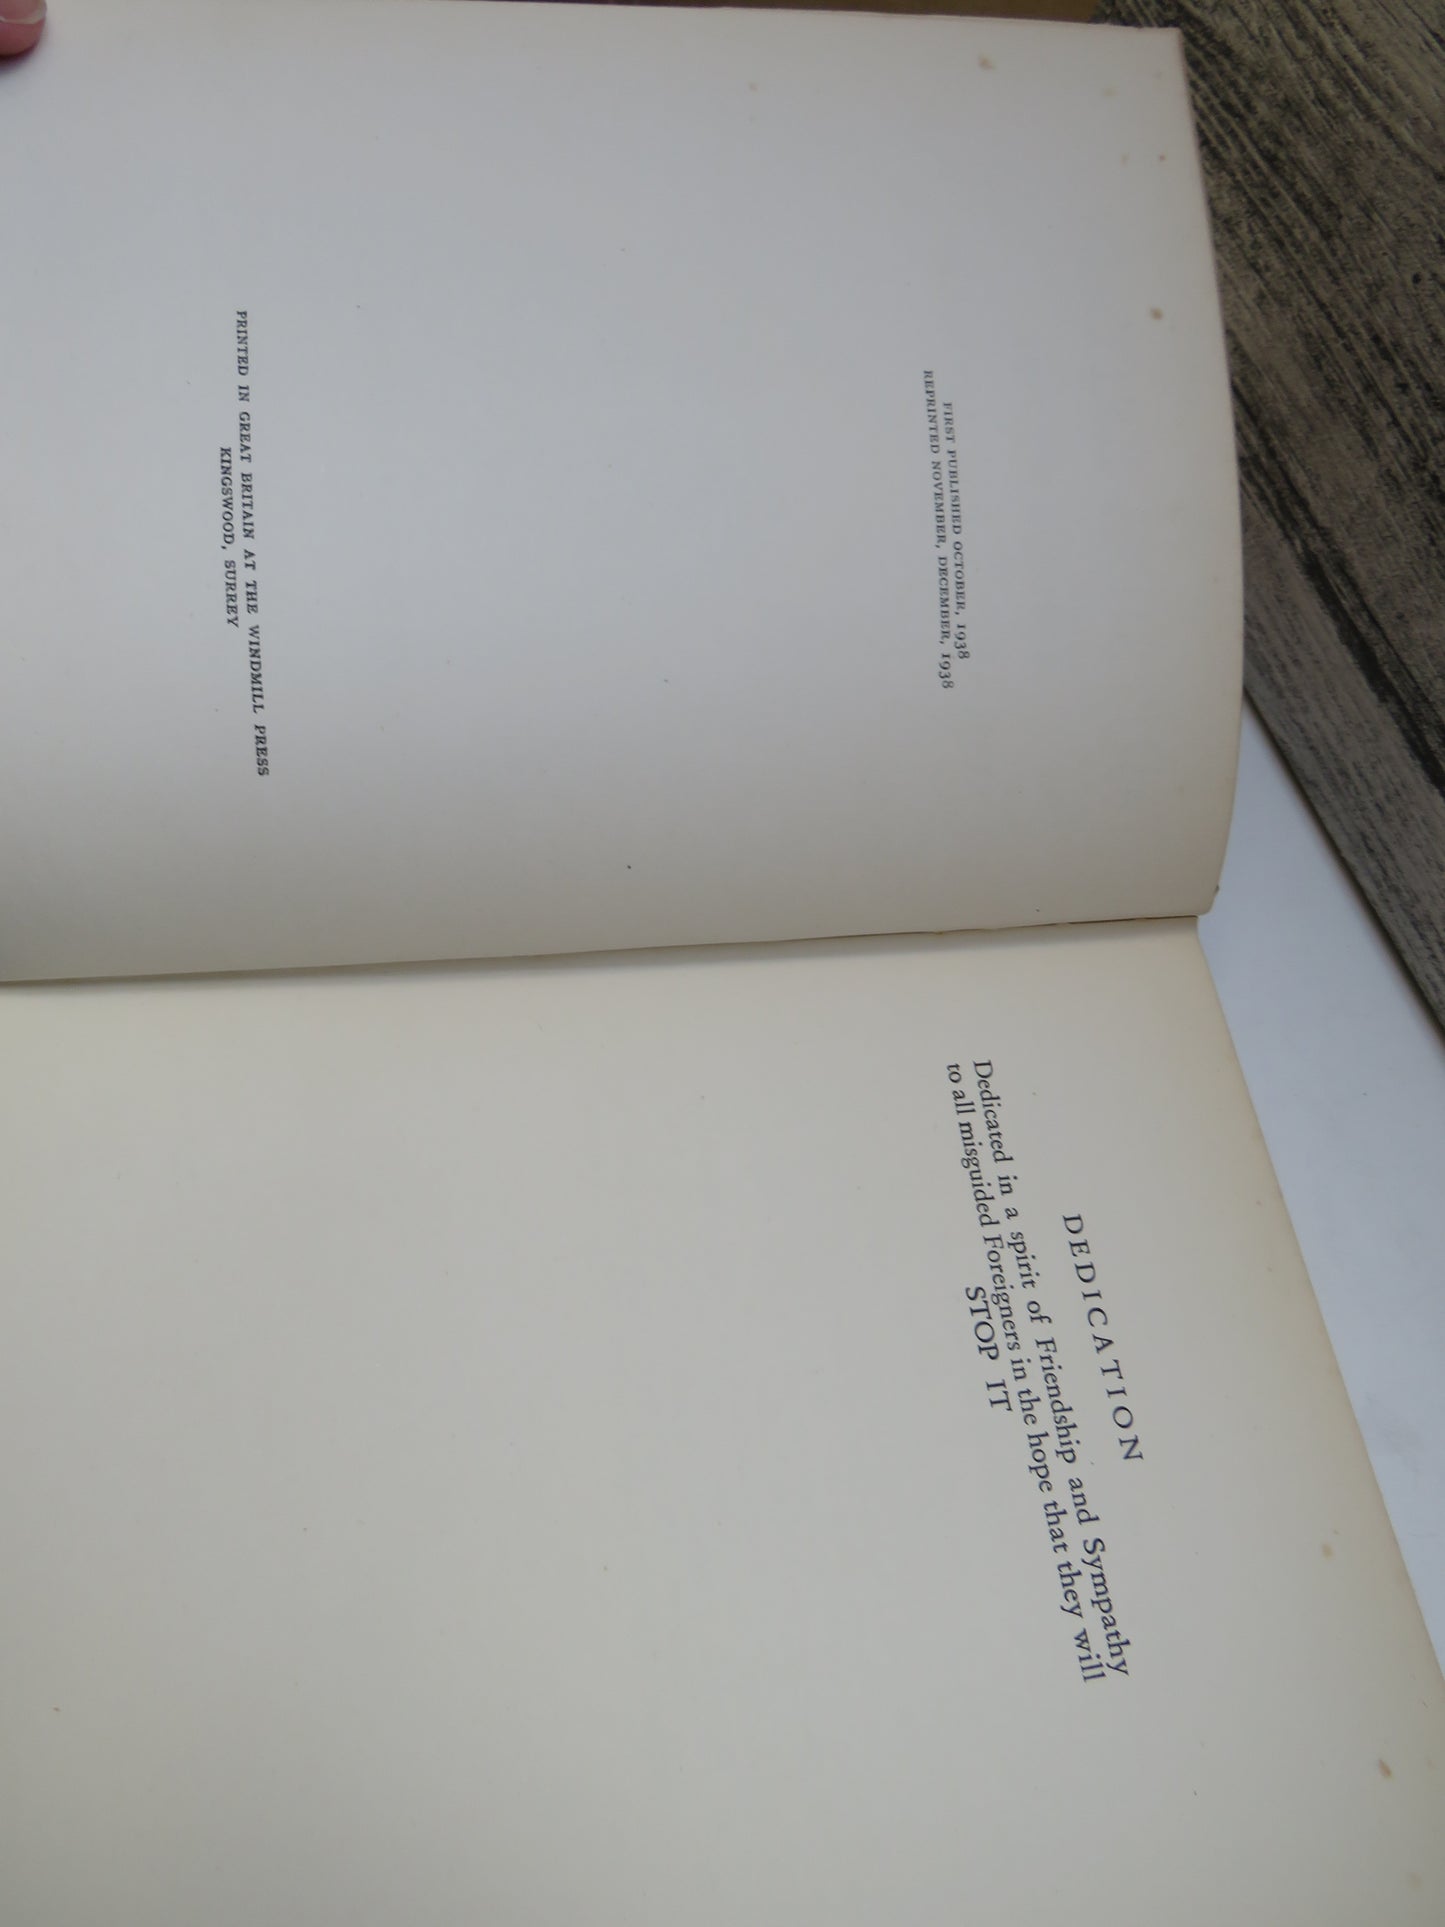 FIRST PUBLISHED OCTOBER, 1938
REPRINTED NOVEMBER, DECEMBER, 1938
PRINTED IN GREAT BRITAIN AT THE WINDMILL PRESS
KINGSWOOD, SURREY
DEDICATION
Dedicated in a spirit of Friendship and Sympathy
to all misguided Foreigners in the hope that they will
STOP IT